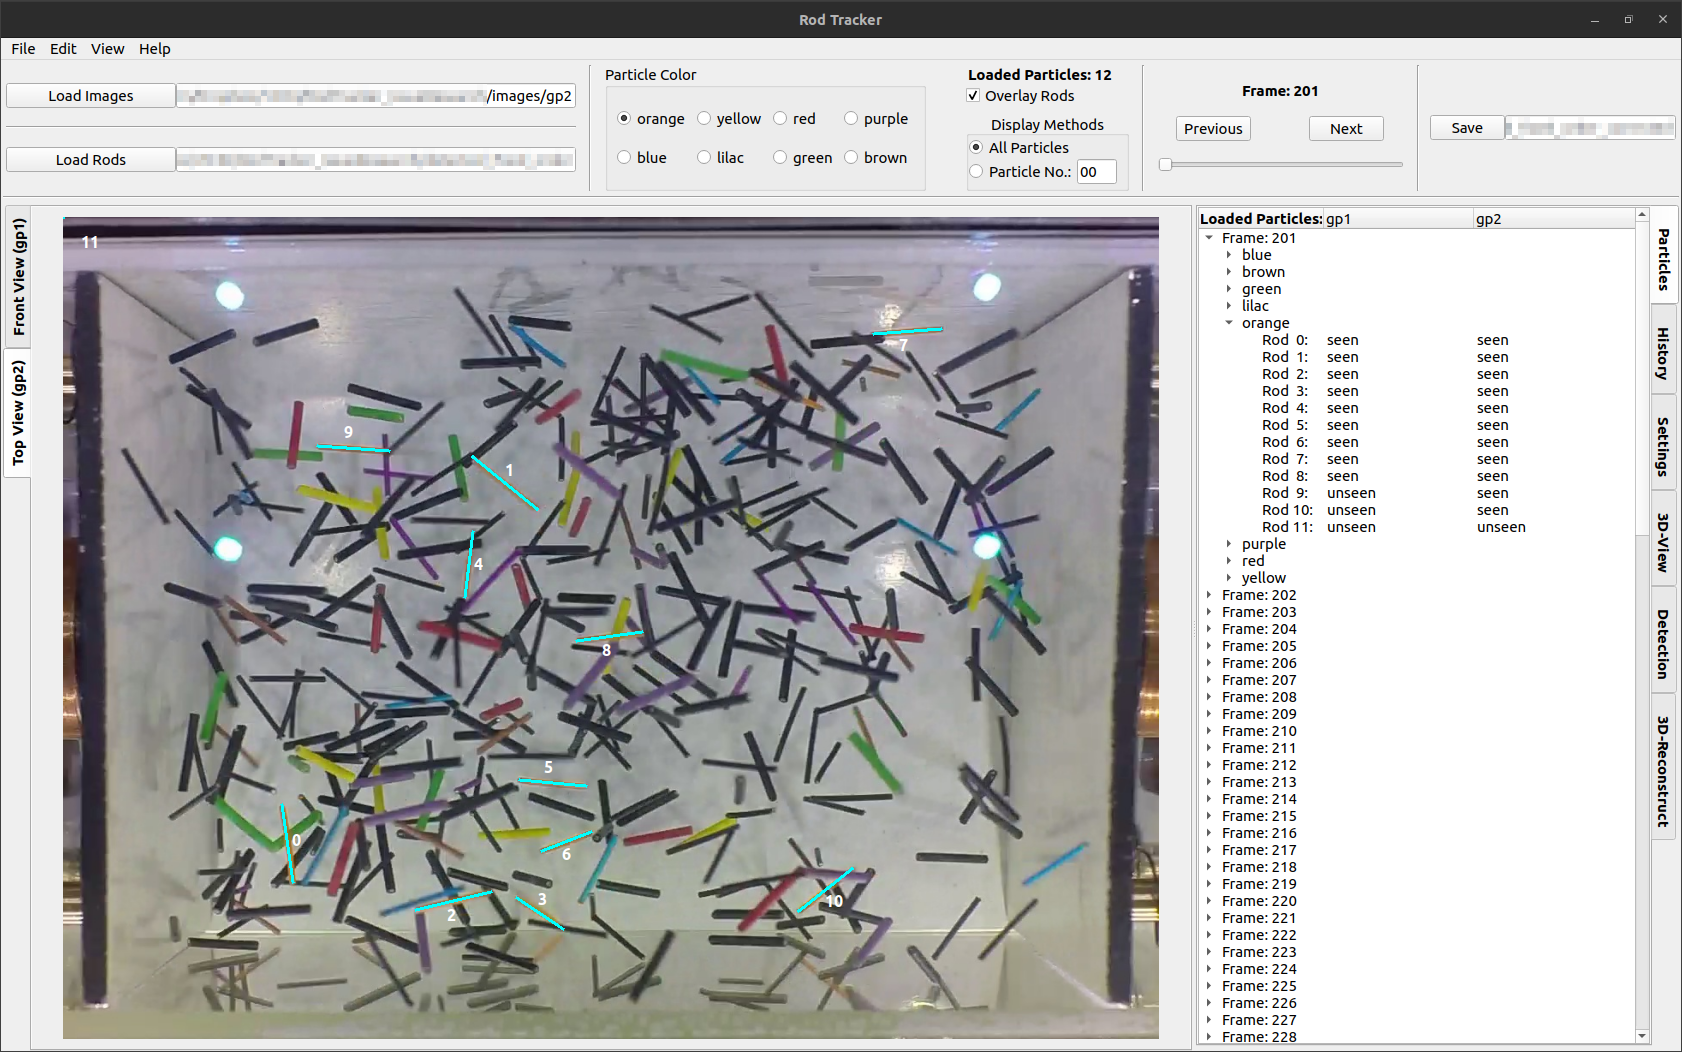 Rod Tracker
File Edit View Help
Load Images /images/gp2
Load Rods
Particle Color
orange yellow red purple
blue lilac green brown
Loaded Particles: 12
Overlay Rods
Display Methods
All Particles
Particle No.: 00
Frame: 201
Previous Next
Save
Front View (gp1)
Top View (gp2)
11
7
9
1
4
8
5
0
6
2
3
10
Loaded Particles: gp1 gp2
Frame: 201
blue
brown
green
lilac
orange
Rod 0: seen seen
Rod 1: seen seen
Rod 2: seen seen
Rod 3: seen seen
Rod 4: seen seen
Rod 5: seen seen
Rod 6: seen seen
Rod 7: seen seen
Rod 8: seen seen
Rod 9: unseen seen
Rod 10: unseen seen
Rod 11: unseen unseen
purple
red
yellow
Frame: 202
Frame: 203
Frame: 204
Frame: 205
Frame: 206
Frame: 207
Frame: 208
Frame: 209
Frame: 210
Frame: 211
Frame: 212
Frame: 213
Frame: 214
Frame: 215
Frame: 216
Frame: 217
Frame: 218
Frame: 219
Frame: 220
Frame: 221
Frame: 222
Frame: 223
Frame: 224
Frame: 225
Frame: 226
Frame: 227
Frame: 228
Particles
History
Settings
3D-View
Detection
3D-Reconstruct